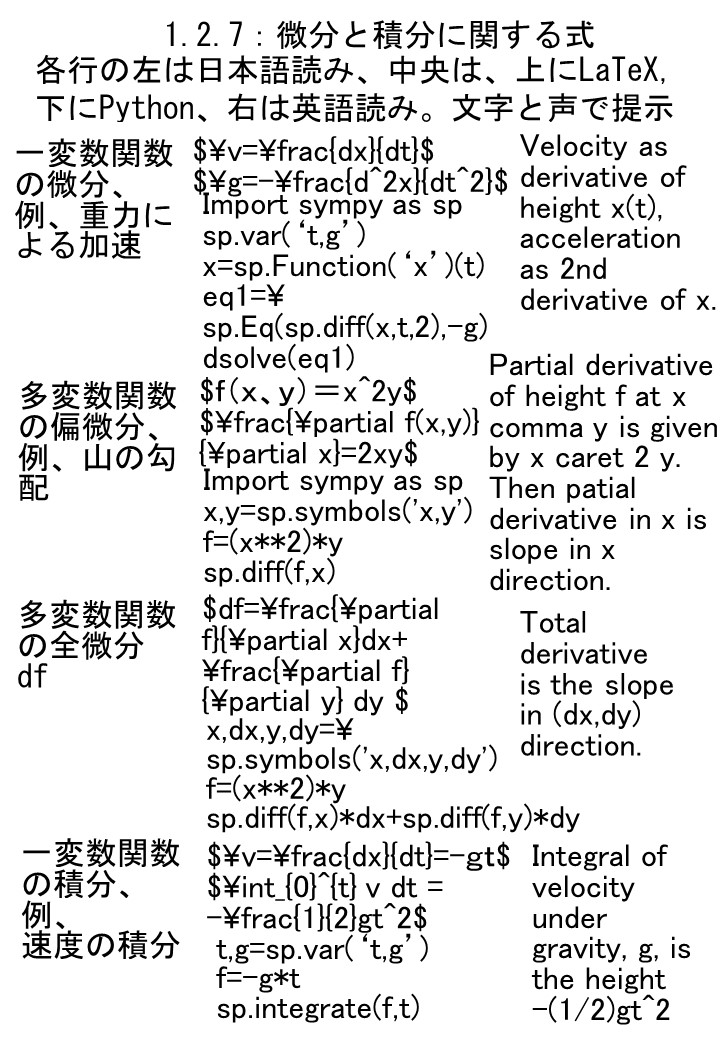 1.2.7：微分と積分に関する式
各行の左は日本語読み、中央は、上にLaTeX,
下にPython、右は英語読み。文字と声で提示
一変数関数
の微分、
例、重力に
よる加速
$¥v=¥frac{dx}{dt}$
$¥g=-¥frac{d^2x}{dt^2}$
Import sympy as sp
sp.var(‘t,g’)
x=sp.Function(‘x’)(t)
eq1=¥
sp.Eq(sp.diff(x,t,2),-g)
dsolve(eq1)
Velocity as
derivative of
height x(t),
acceleration
as 2nd
derivative of x.
多変数関数
の偏微分、
例、山の勾
配
$f(x、y)＝x^2y$
$¥frac{¥partial f(x,y)}
{¥partial x}=2xy$
Import sympy as sp
x,y=sp.symbols('x,y')
f=(x**2)*y
sp.diff(f,x)
Partial derivative
of height f at x
comma y is given
by x caret 2 y.
Then patial
derivative in x is
slope in x
direction.
多変数関数
の全微分
df
$df=¥frac{¥partial
f}{¥partial x}dx+
¥frac{¥partial f}
{¥partial y} dy $
x,dx,y,dy=¥
sp.symbols('x,dx,y,dy')
f=(x**2)*y
sp.diff(f,x)*dx+sp.diff(f,y)*dy
Total
derivative
is the slope
in (dx,dy)
direction.
一変数関数
の積分、
例、
速度の積分
$¥v=¥frac{dx}{dt}=-gt$
$¥int_{0}^{t} v dt =
-¥frac{1}{2}gt^2$
t,g=sp.var(‘t,g’)
f=-g*t
sp.integrate(f,t)
Integral of
velocity
under
gravity, g, is
the height
-(1/2)gt^2